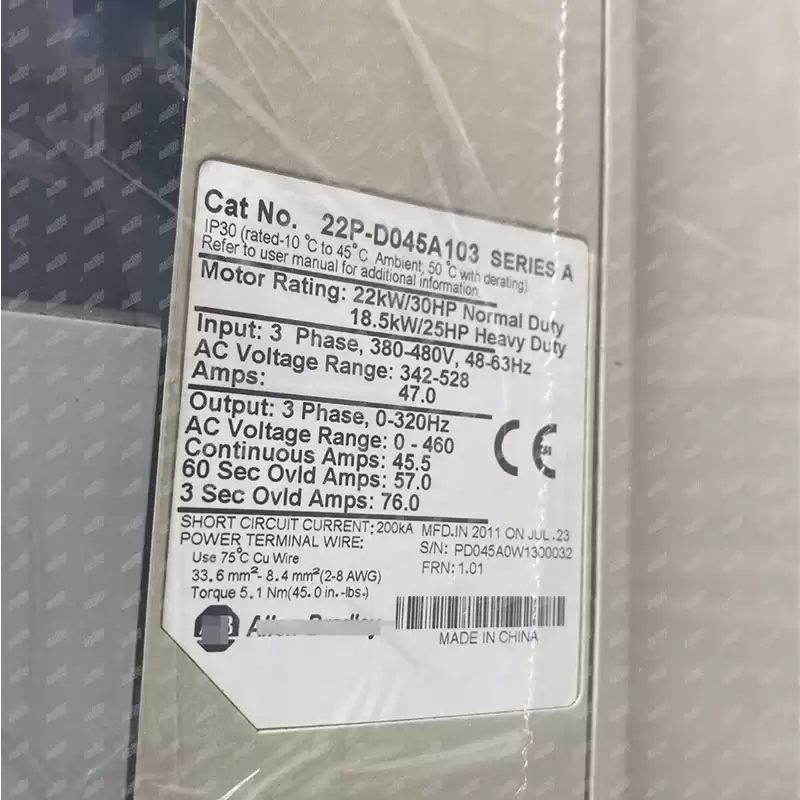 Cat No. 22P-D045A103 SERIES A
IP30 (rated-10 °C to 45°C Ambient, 50 °C with derating)
Refer to user manual for additional information.
Motor Rating: 22kW/30HP Normal Duty
18.5kW/25HP Heavy Duty
Input: 3 Phase, 380-480V, 48-63Hz
AC Voltage Range: 342-528
Amps: 47.0
Output: 3 Phase, 0-320Hz
AC Voltage Range: 0 - 460
Continuous Amps: 45.5
60 Sec Ovld Amps: 57.0
3 Sec Ovld Amps: 76.0
CE
SHORT CIRCUIT CURRENT: 200kA MFD.IN 2011 ON JUL .23
POWER TERMINAL WIRE: S/N: PD045A0W1300032
Use 75°C Cu Wire FRN: 1.01
33.6 mm²- 8.4 mm²(2-8 AWG)
Torque 5.1 Nm(45.0 in.-lbs.)
Allen-Bradley
MADE IN CHINA